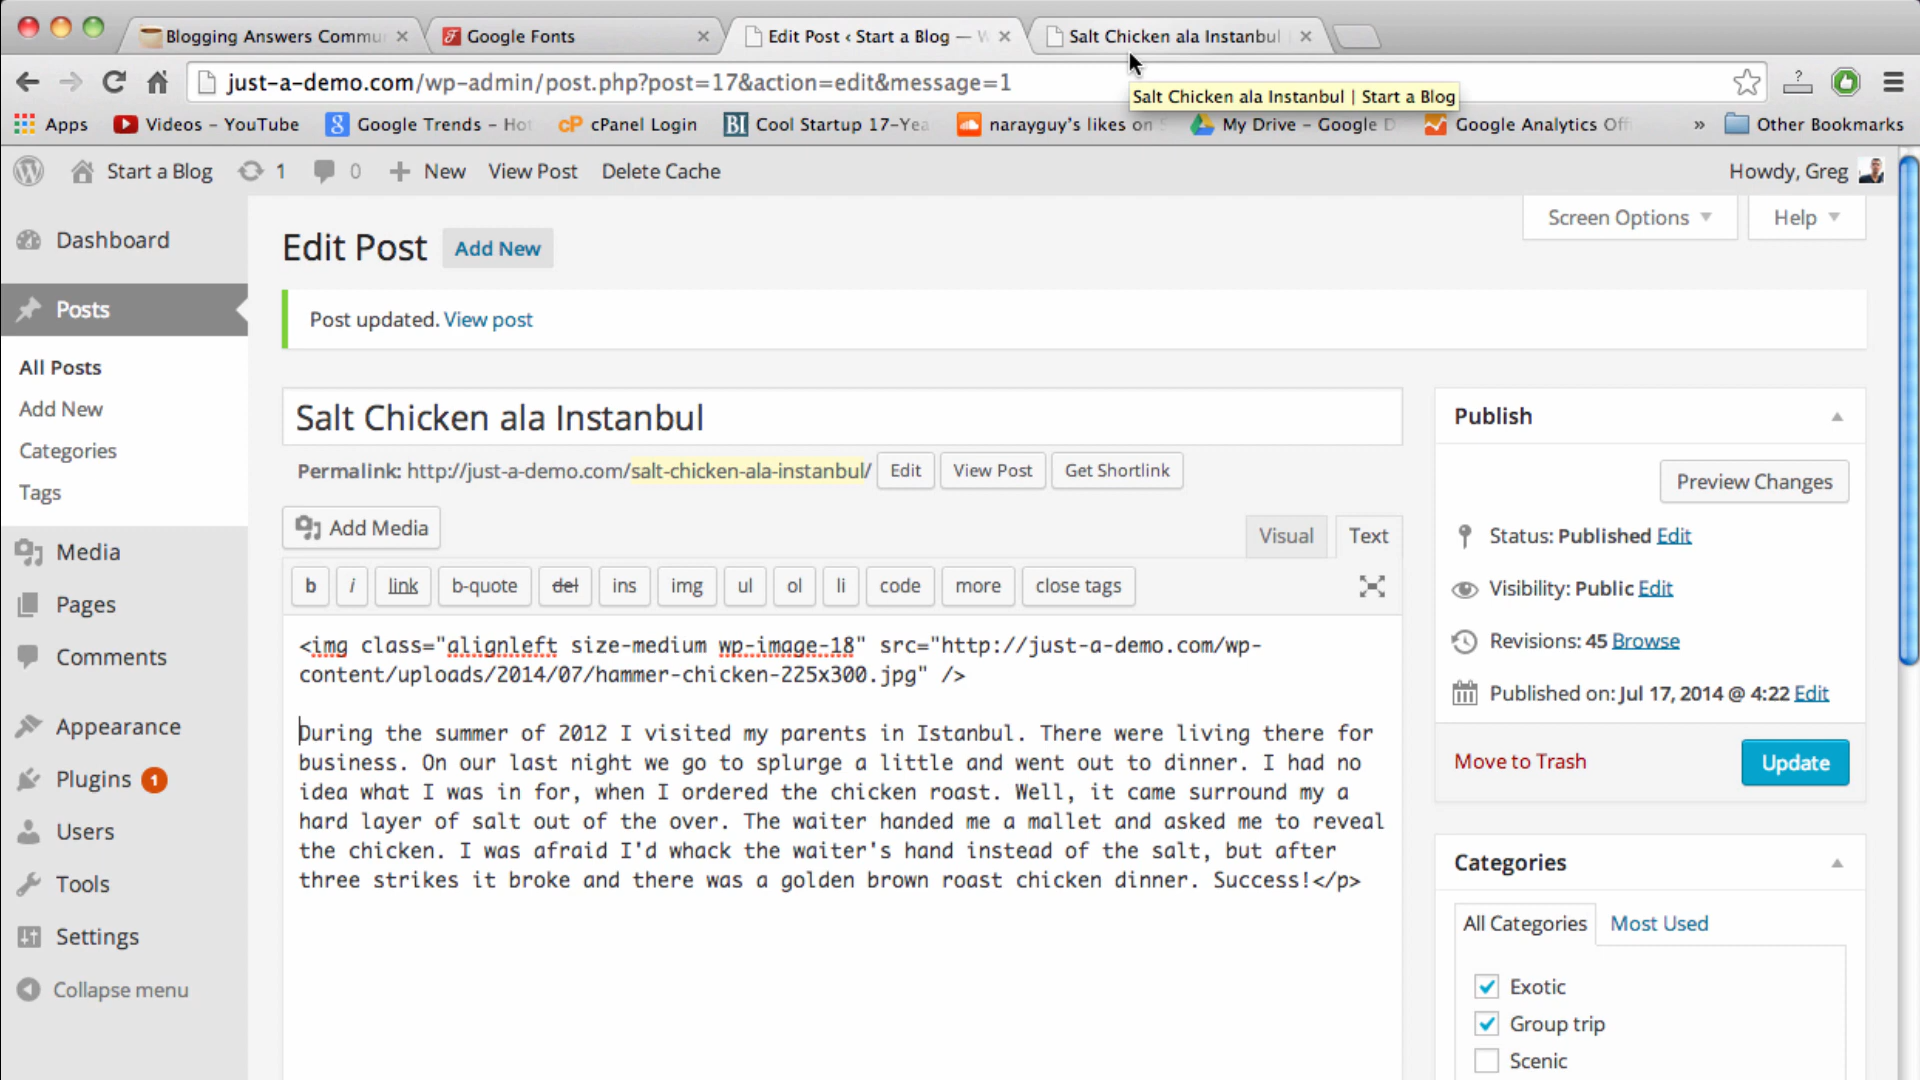 Blogging Answers Commu
Google Fonts
Edit Post ‹ Start a Blog — W
Salt Chicken ala Instanbul |
just-a-demo.com/wp-admin/post.php?post=17&action=edit&message=1
Salt Chicken ala Instanbul | Start a Blog
Apps
Videos – YouTube
Google Trends – Hot
cPanel Login
BI Cool Startup 17-Yea
narayguy's likes on
My Drive – Google D
Google Analytics Offi
»
Other Bookmarks
Start a Blog
1
0
+ New
View Post
Delete Cache
Howdy, Greg
Screen Options
Help
Dashboard
Posts
All Posts
Add New
Categories
Tags
Media
Pages
Comments
Appearance
Plugins 1
Users
Tools
Settings
Collapse menu
Edit Post Add New
Post updated. View post
Salt Chicken ala Instanbul
Permalink: http://just-a-demo.com/salt-chicken-ala-instanbul/ Edit View Post Get Shortlink
Add Media
Visual Text
b i link b-quote del ins img ul ol li code more close tags
<img class="alignleft size-medium wp-image-18" src="http://just-a-demo.com/wp-
content/uploads/2014/07/hammer-chicken-225x300.jpg" />
During the summer of 2012 I visited my parents in Istanbul. There were living there for
business. On our last night we go to splurge a little and went out to dinner. I had no
idea what I was in for, when I ordered the chicken roast. Well, it came surround my a
hard layer of salt out of the over. The waiter handed me a mallet and asked me to reveal
the chicken. I was afraid I'd whack the waiter's hand instead of the salt, but after
three strikes it broke and there was a golden brown roast chicken dinner. Success!</p>
Publish
Preview Changes
Status: Published Edit
Visibility: Public Edit
Revisions: 45 Browse
Published on: Jul 17, 2014 @ 4:22 Edit
Move to Trash
Update
Categories
All Categories
Most Used
Exotic
Group trip
Scenic